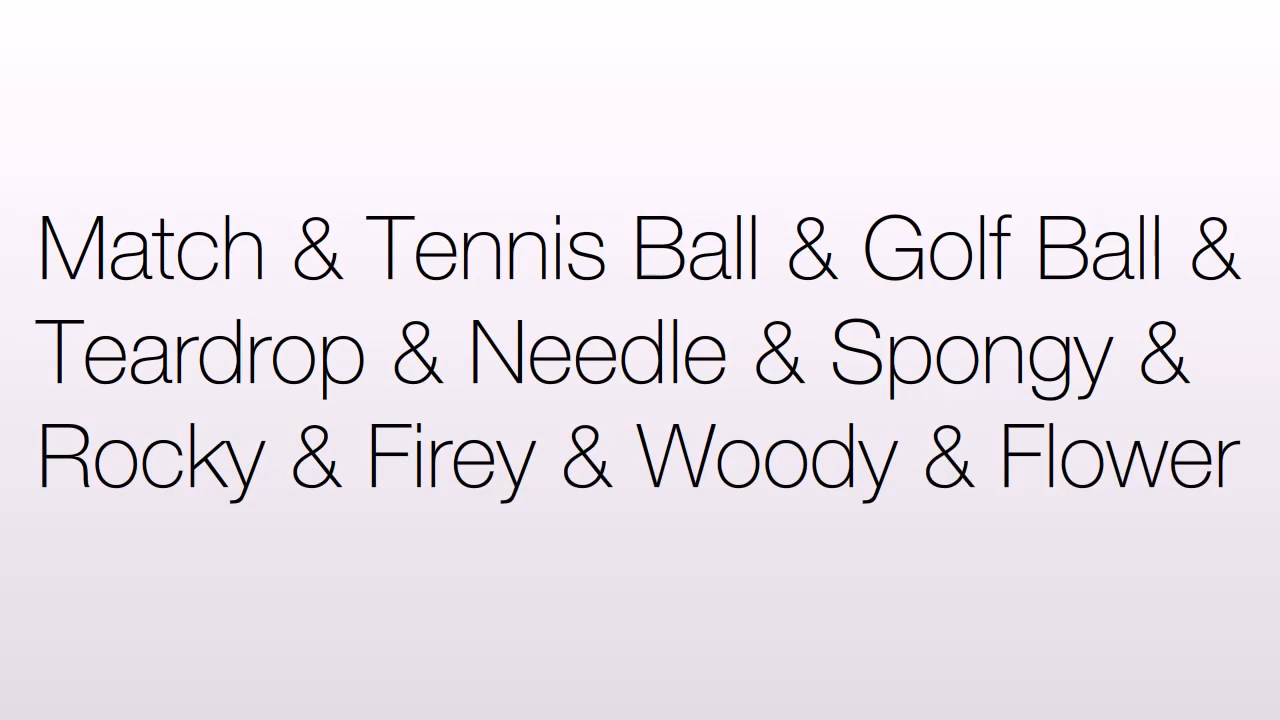 Match & Tennis Ball & Golf Ball &
Teardrop & Needle & Spongy &
Rocky & Firey & Woody & Flower